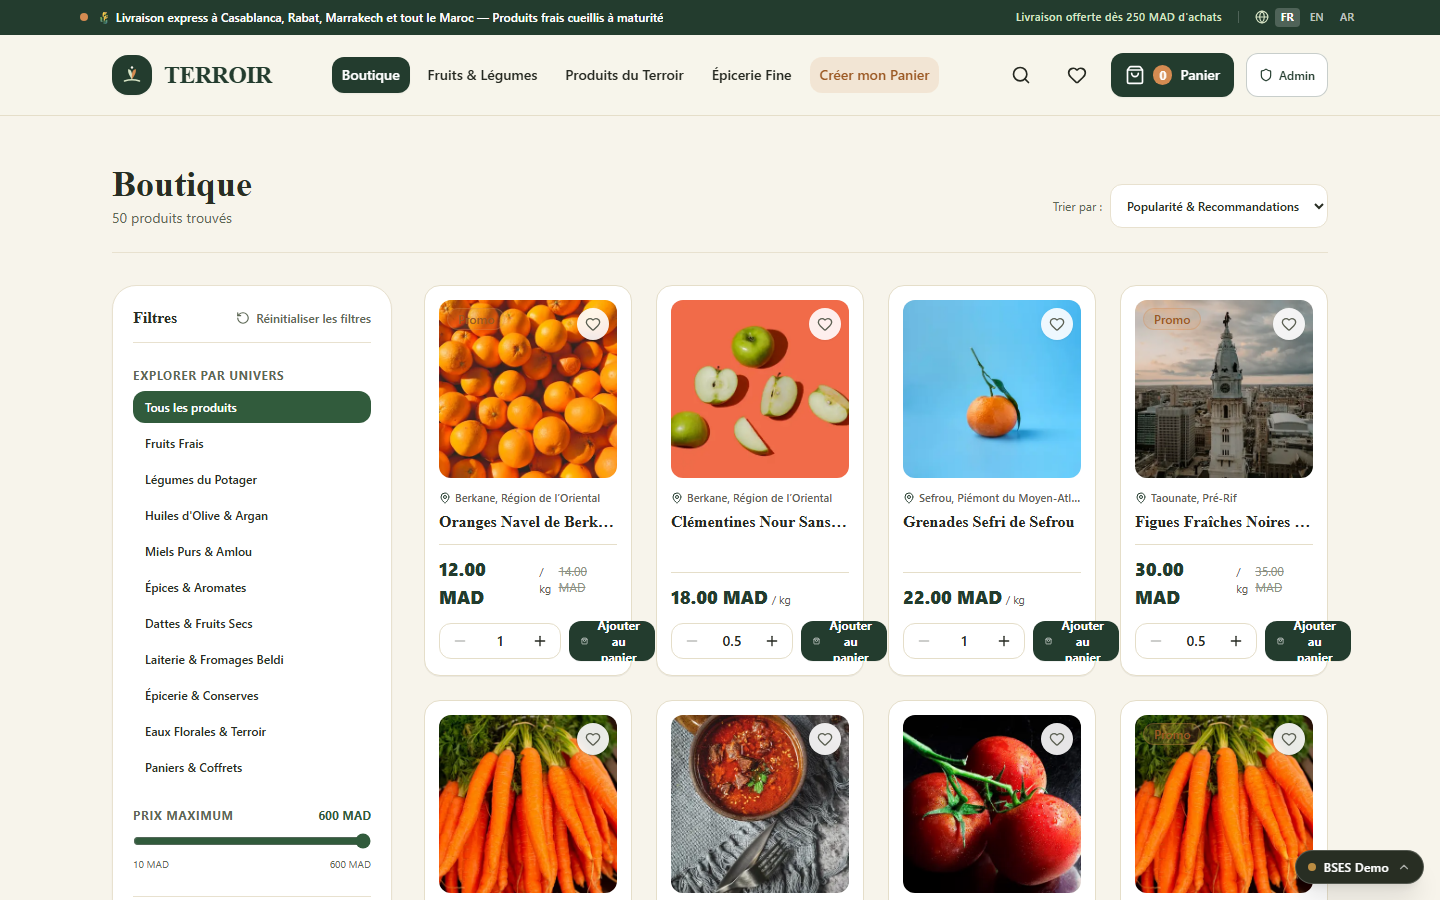 Livraison express à Casablanca, Rabat, Marrakech et tout le Maroc — Produits frais cueillis à maturité
Livraison offerte dès 250 MAD d'achats
FR EN AR
TERROIR
Boutique
Fruits & Légumes
Produits du Terroir
Épicerie Fine
Créer mon Panier
0 Panier
Admin
Boutique
50 produits trouvés
Trier par :
Popularité & Recommandations
Filtres
Réinitialiser les filtres
EXPLORER PAR UNIVERS
Tous les produits
Fruits Frais
Légumes du Potager
Huiles d'Olive & Argan
Miels Purs & Amlou
Épices & Aromates
Dattes & Fruits Secs
Laiterie & Fromages Beldi
Épicerie & Conserves
Eaux Florales & Terroir
Paniers & Coffrets
PRIX MAXIMUM
600 MAD
10 MAD
600 MAD
Promo
Berkane, Région de l'Oriental
Oranges Navel de Berk...
12.00 MAD
/ kg
14.00 MAD
1
Ajouter au panier
Berkane, Région de l'Oriental
Clémentines Nour Sans...
18.00 MAD / kg
0.5
Ajouter au panier
Sefrou, Piémont du Moyen-Atl...
Grenades Sefri de Sefrou
22.00 MAD / kg
1
Ajouter au panier
Promo
Taounate, Pré-Rif
Figues Fraîches Noires ...
30.00 MAD
/ kg
35.00 MAD
0.5
Ajouter au panier
Promo
BSES Demo